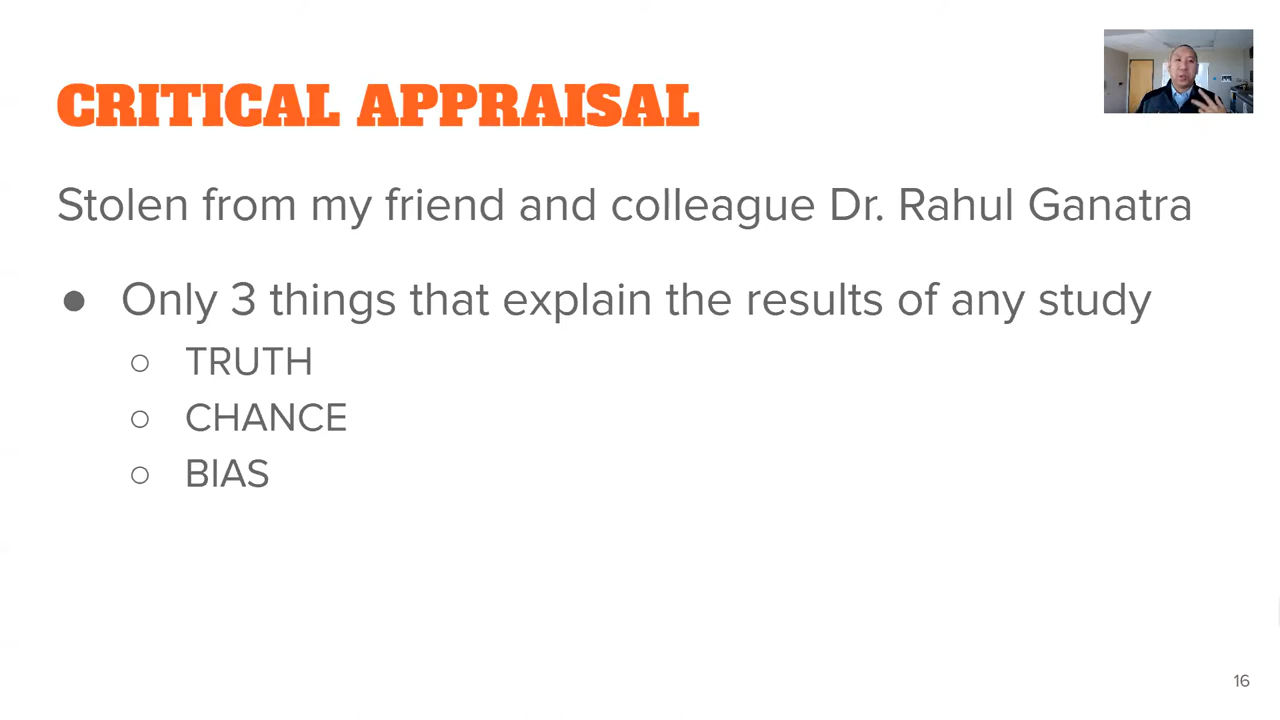 CRITICAL APPRAISAL
Stolen from my friend and colleague Dr. Rahul Ganatra
● Only 3 things that explain the results of any study
○ TRUTH
○ CHANCE
○ BIAS
16